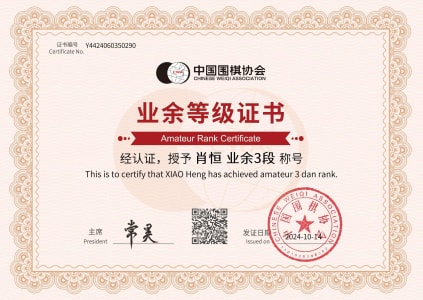 证书编号
Certificate No.
Y4424060350290
中国围棋协会
CHINESE WEIQI ASSOCIATION
业余等级证书
Amateur Rank Certificate
经认证，授予 肖恒 业余3段 称号
This is to certify that XIAO Heng has achieved amateur 3 dan rank.
主席
President
常昊
发证日期
Issued on
2024-10-14
中国围棋协会
CHINESE WEIQI ASSOCIATION